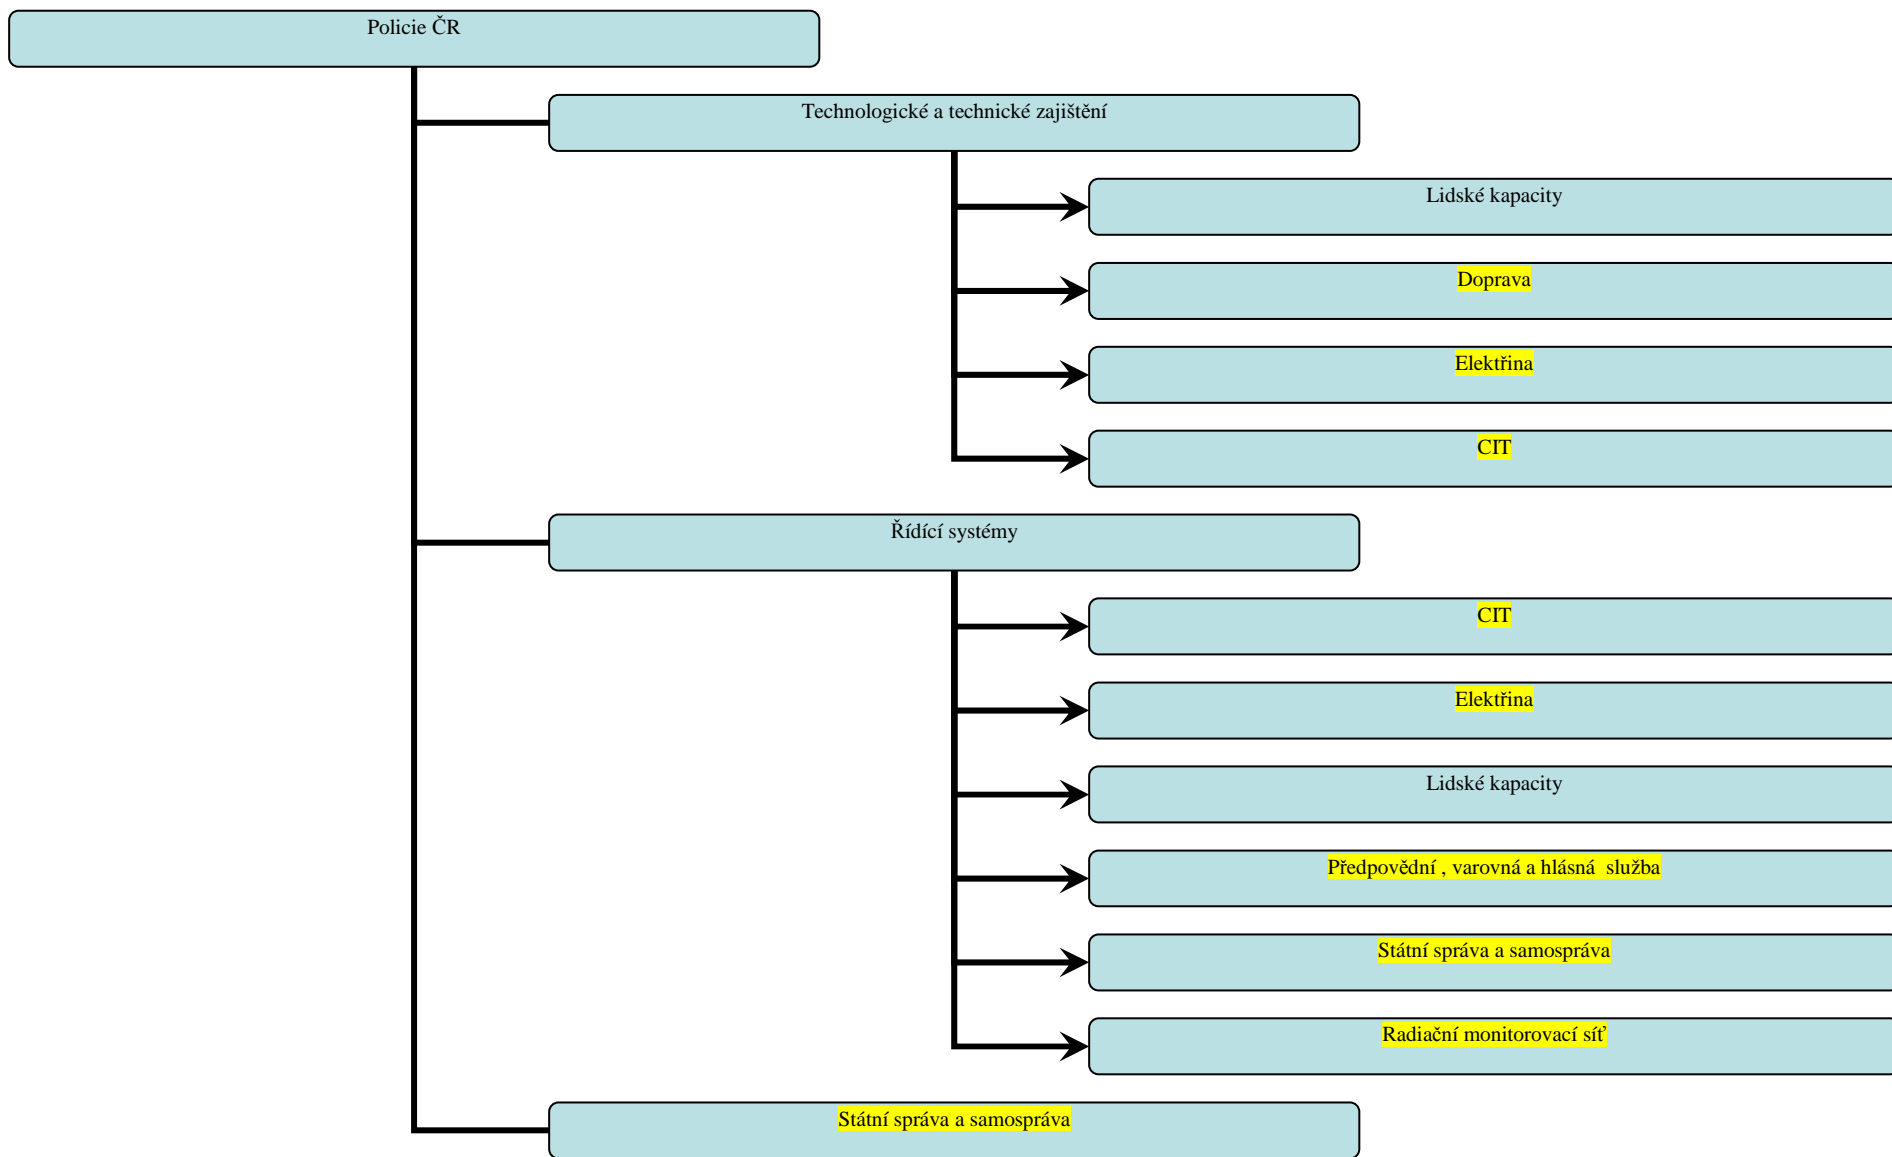 Policie ČR
Technologické a technické zajištění
Lidské kapacity
Doprava
Elektřina
CIT
Řídící systémy
CIT
Elektřina
Lidské kapacity
Předpovědní , varovná a hlásná  služba
Státní správa a samospráva
Radiační monitorovací síť
Státní správa a samospráva